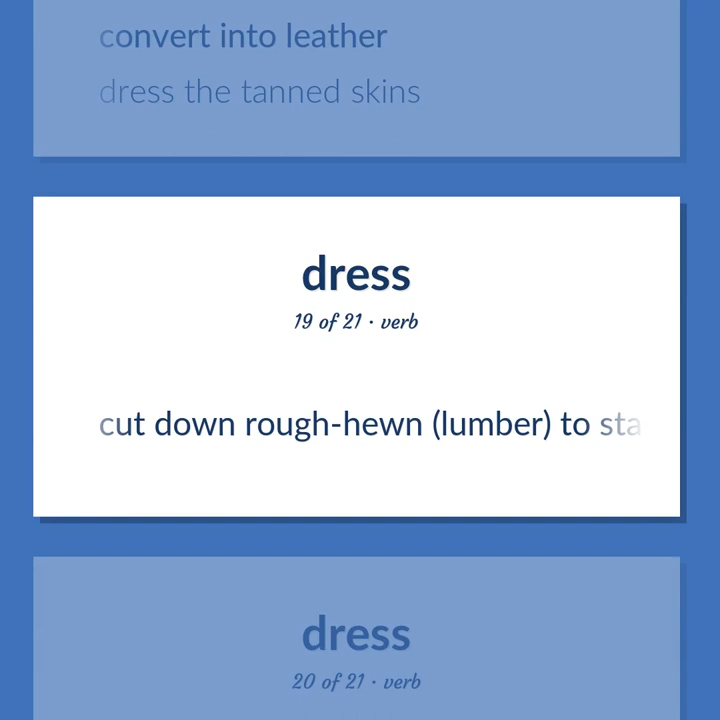 convert into leather
dress the tanned skins
dress
19 of 21 · verb
cut down rough-hewn (lumber) to sta
dress
20 of 21 · verb